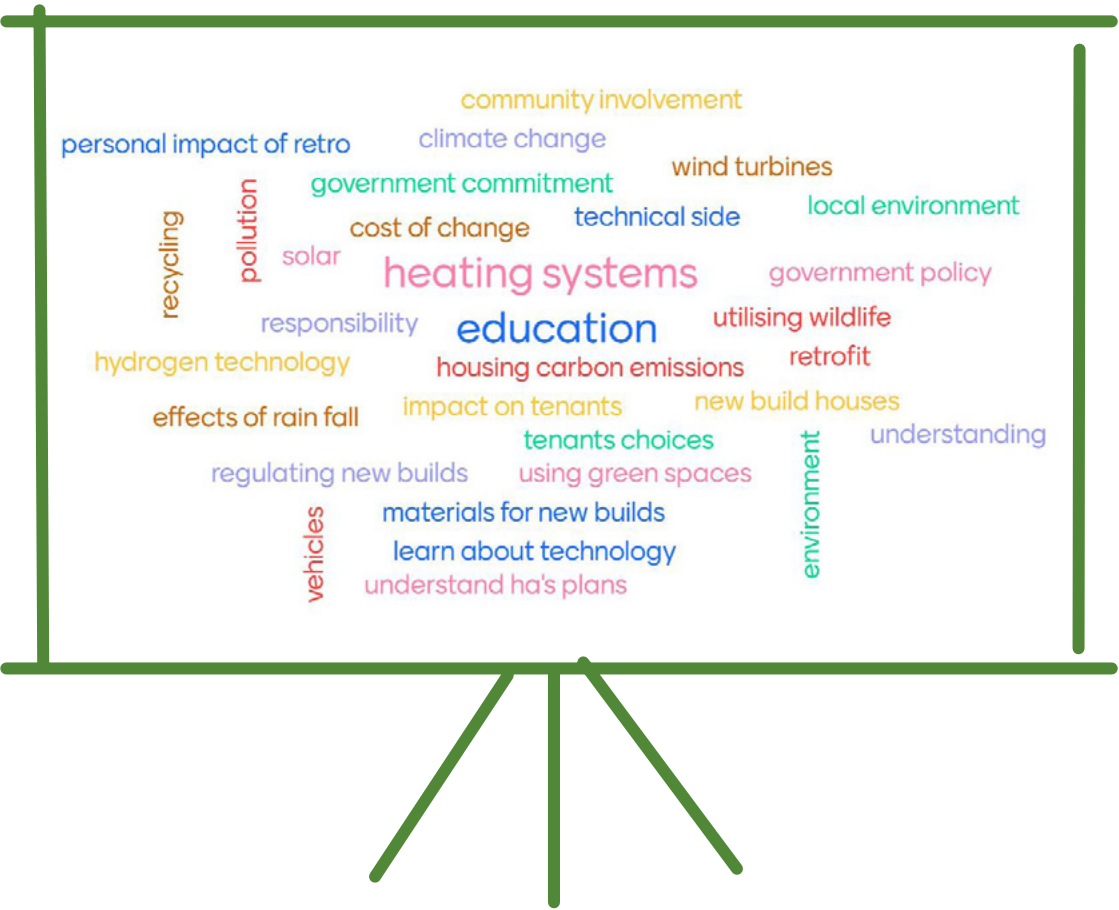 community involvement
climate change
personal impact of retro
wind turbines
government commitment
pollution
local environment
technical side
recycling
cost of change
solar
heating systems
government policy
responsibility
education
utilising wildlife
hydrogen technology
housing carbon emissions
retrofit
effects of rain fall
impact on tenants
new build houses
tenants choices
understanding
environment
regulating new builds
using green spaces
vehicles
materials for new builds
learn about technology
understand ha's plans